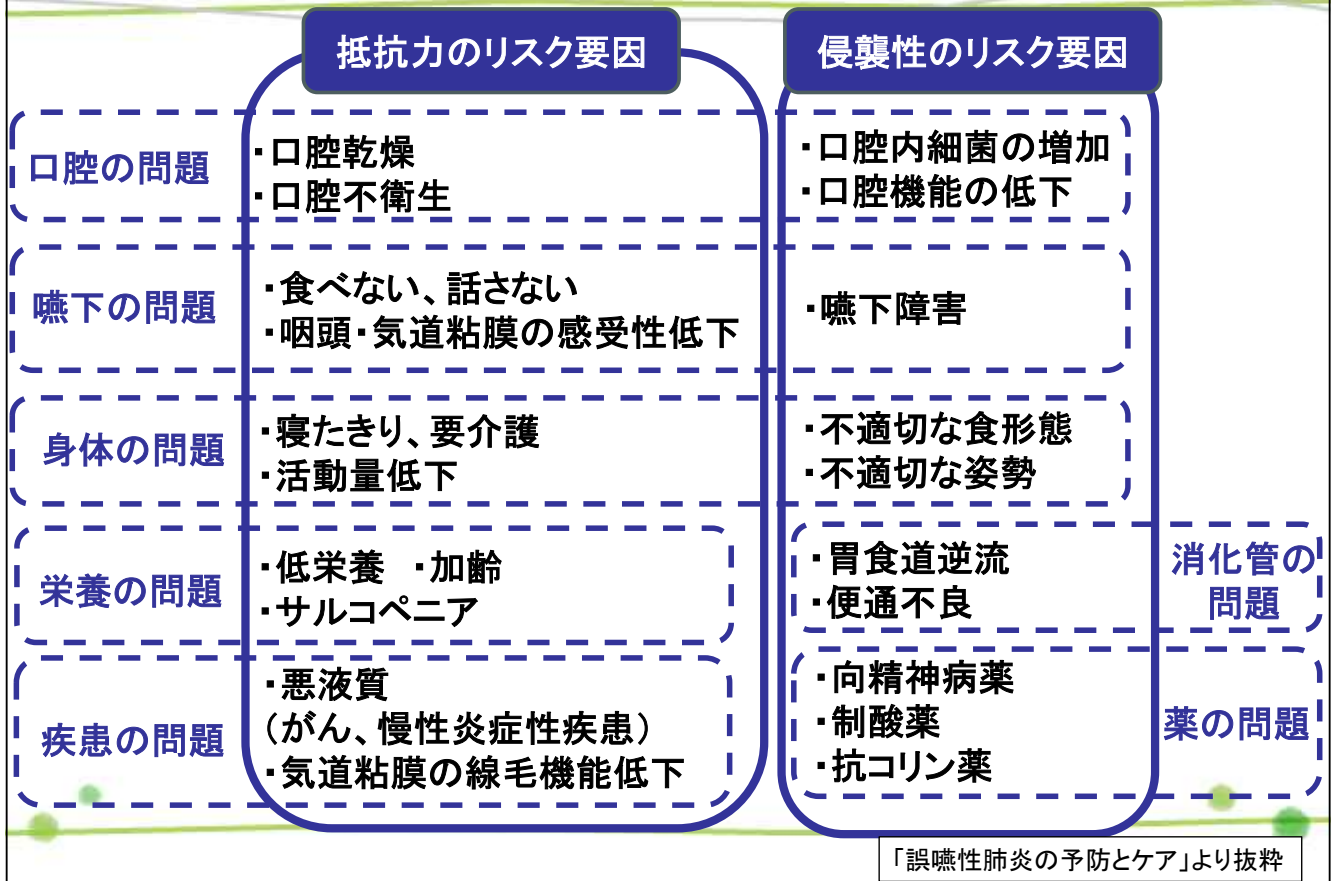 抵抗力のリスク要因
侵襲性のリスク要因
口腔の問題
・口腔乾燥
・口腔不衛生
・口腔内細菌の増加
・口腔機能の低下
嚥下の問題
・食べない、話さない
・咽頭・気道粘膜の感受性低下
・嚥下障害
身体の問題
・寝たきり、要介護
・活動量低下
・不適切な食形態
・不適切な姿勢
栄養の問題
・低栄養 ・加齢
・サルコペニア
・胃食道逆流
・便通不良
消化管の
問題
疾患の問題
・悪液質
(がん、慢性炎症性疾患)
・気道粘膜の線毛機能低下
・向精神病薬
・制酸薬
・抗コリン薬
薬の問題
「誤嚥性肺炎の予防とケア」より抜粋